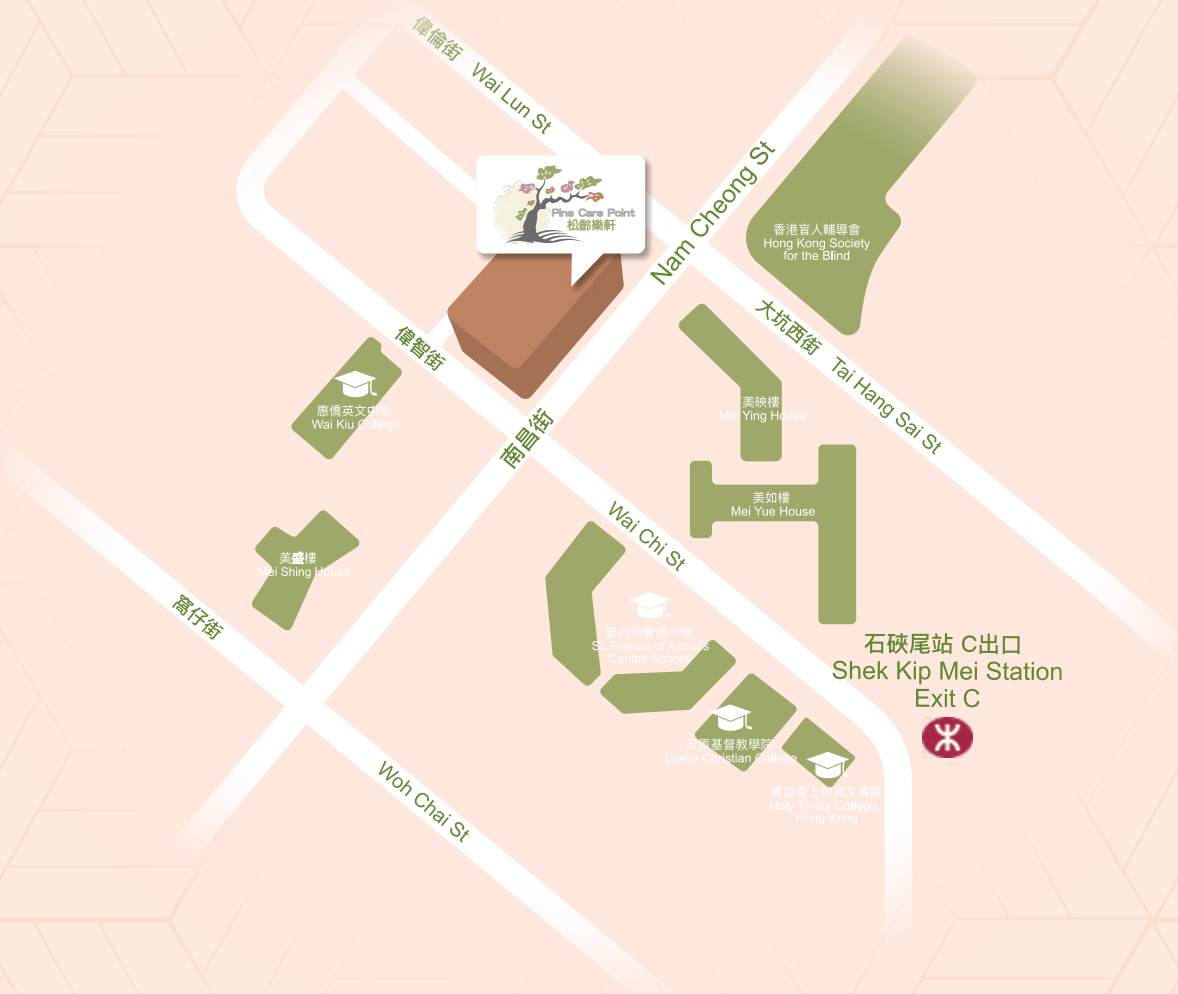 偉倫街 Wai Lun St
Nam Cheong St
Pine Care Point
松齡樂軒
香港盲人輔導會
Hong Kong Society
for the Blind
大坑西街 Tai Hang Sai St
偉智街
惠僑英文中學
Wai Kiu College
美映樓
Mei Ying House
南昌街
美如樓
Mei Yue House
Wai Chi St
美盛樓
Mei Shing House
窩仔街
聖方濟愛德小學
St. Francis of Assisi's
Caritas School
石硤尾站 C出口
Shek Kip Mei Station
Exit C
宏恩基督教學院
Gratia Christian College
寶血會上智英文書院
Holy Trinity College,
Hong Kong
Woh Chai St